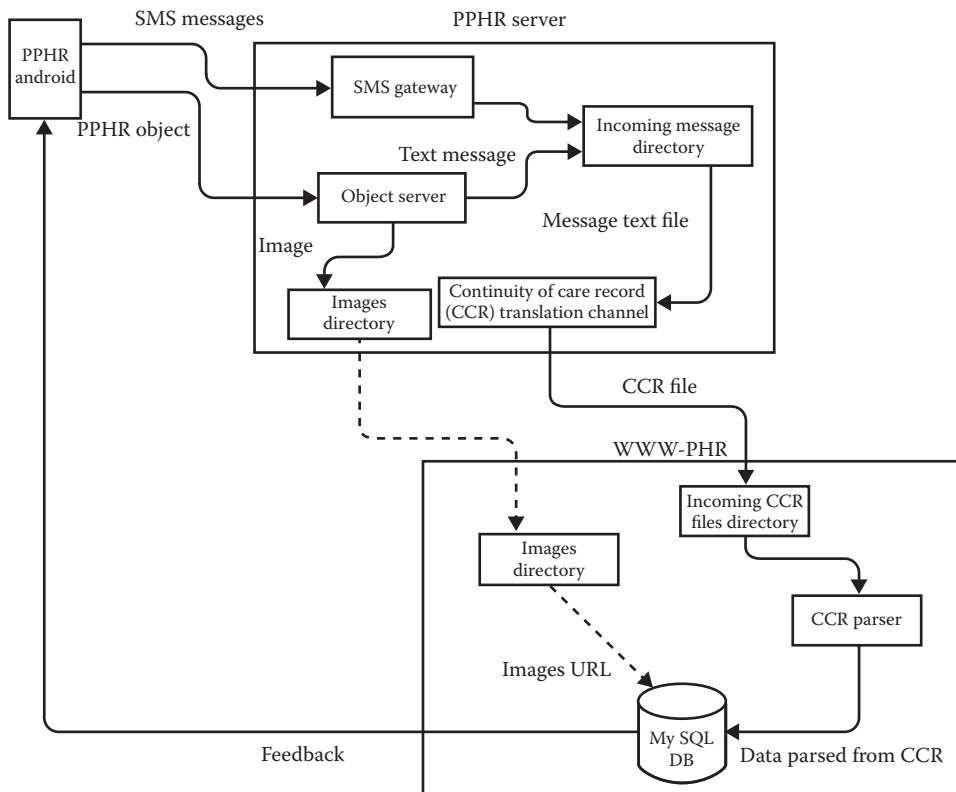 SMS messages
PPHR server
PPHR
android
SMS gateway
PPHR object
Incoming message
directory
Text message
Object server
Message text file
Image
Images
directory
Continuity of care record
(CCR) translation channel
CCR file
WWW-PHR
Incoming CCR
files directory
Images
directory
CCR parser
Images URL
My SQL
DB
Feedback
Data parsed from CCR